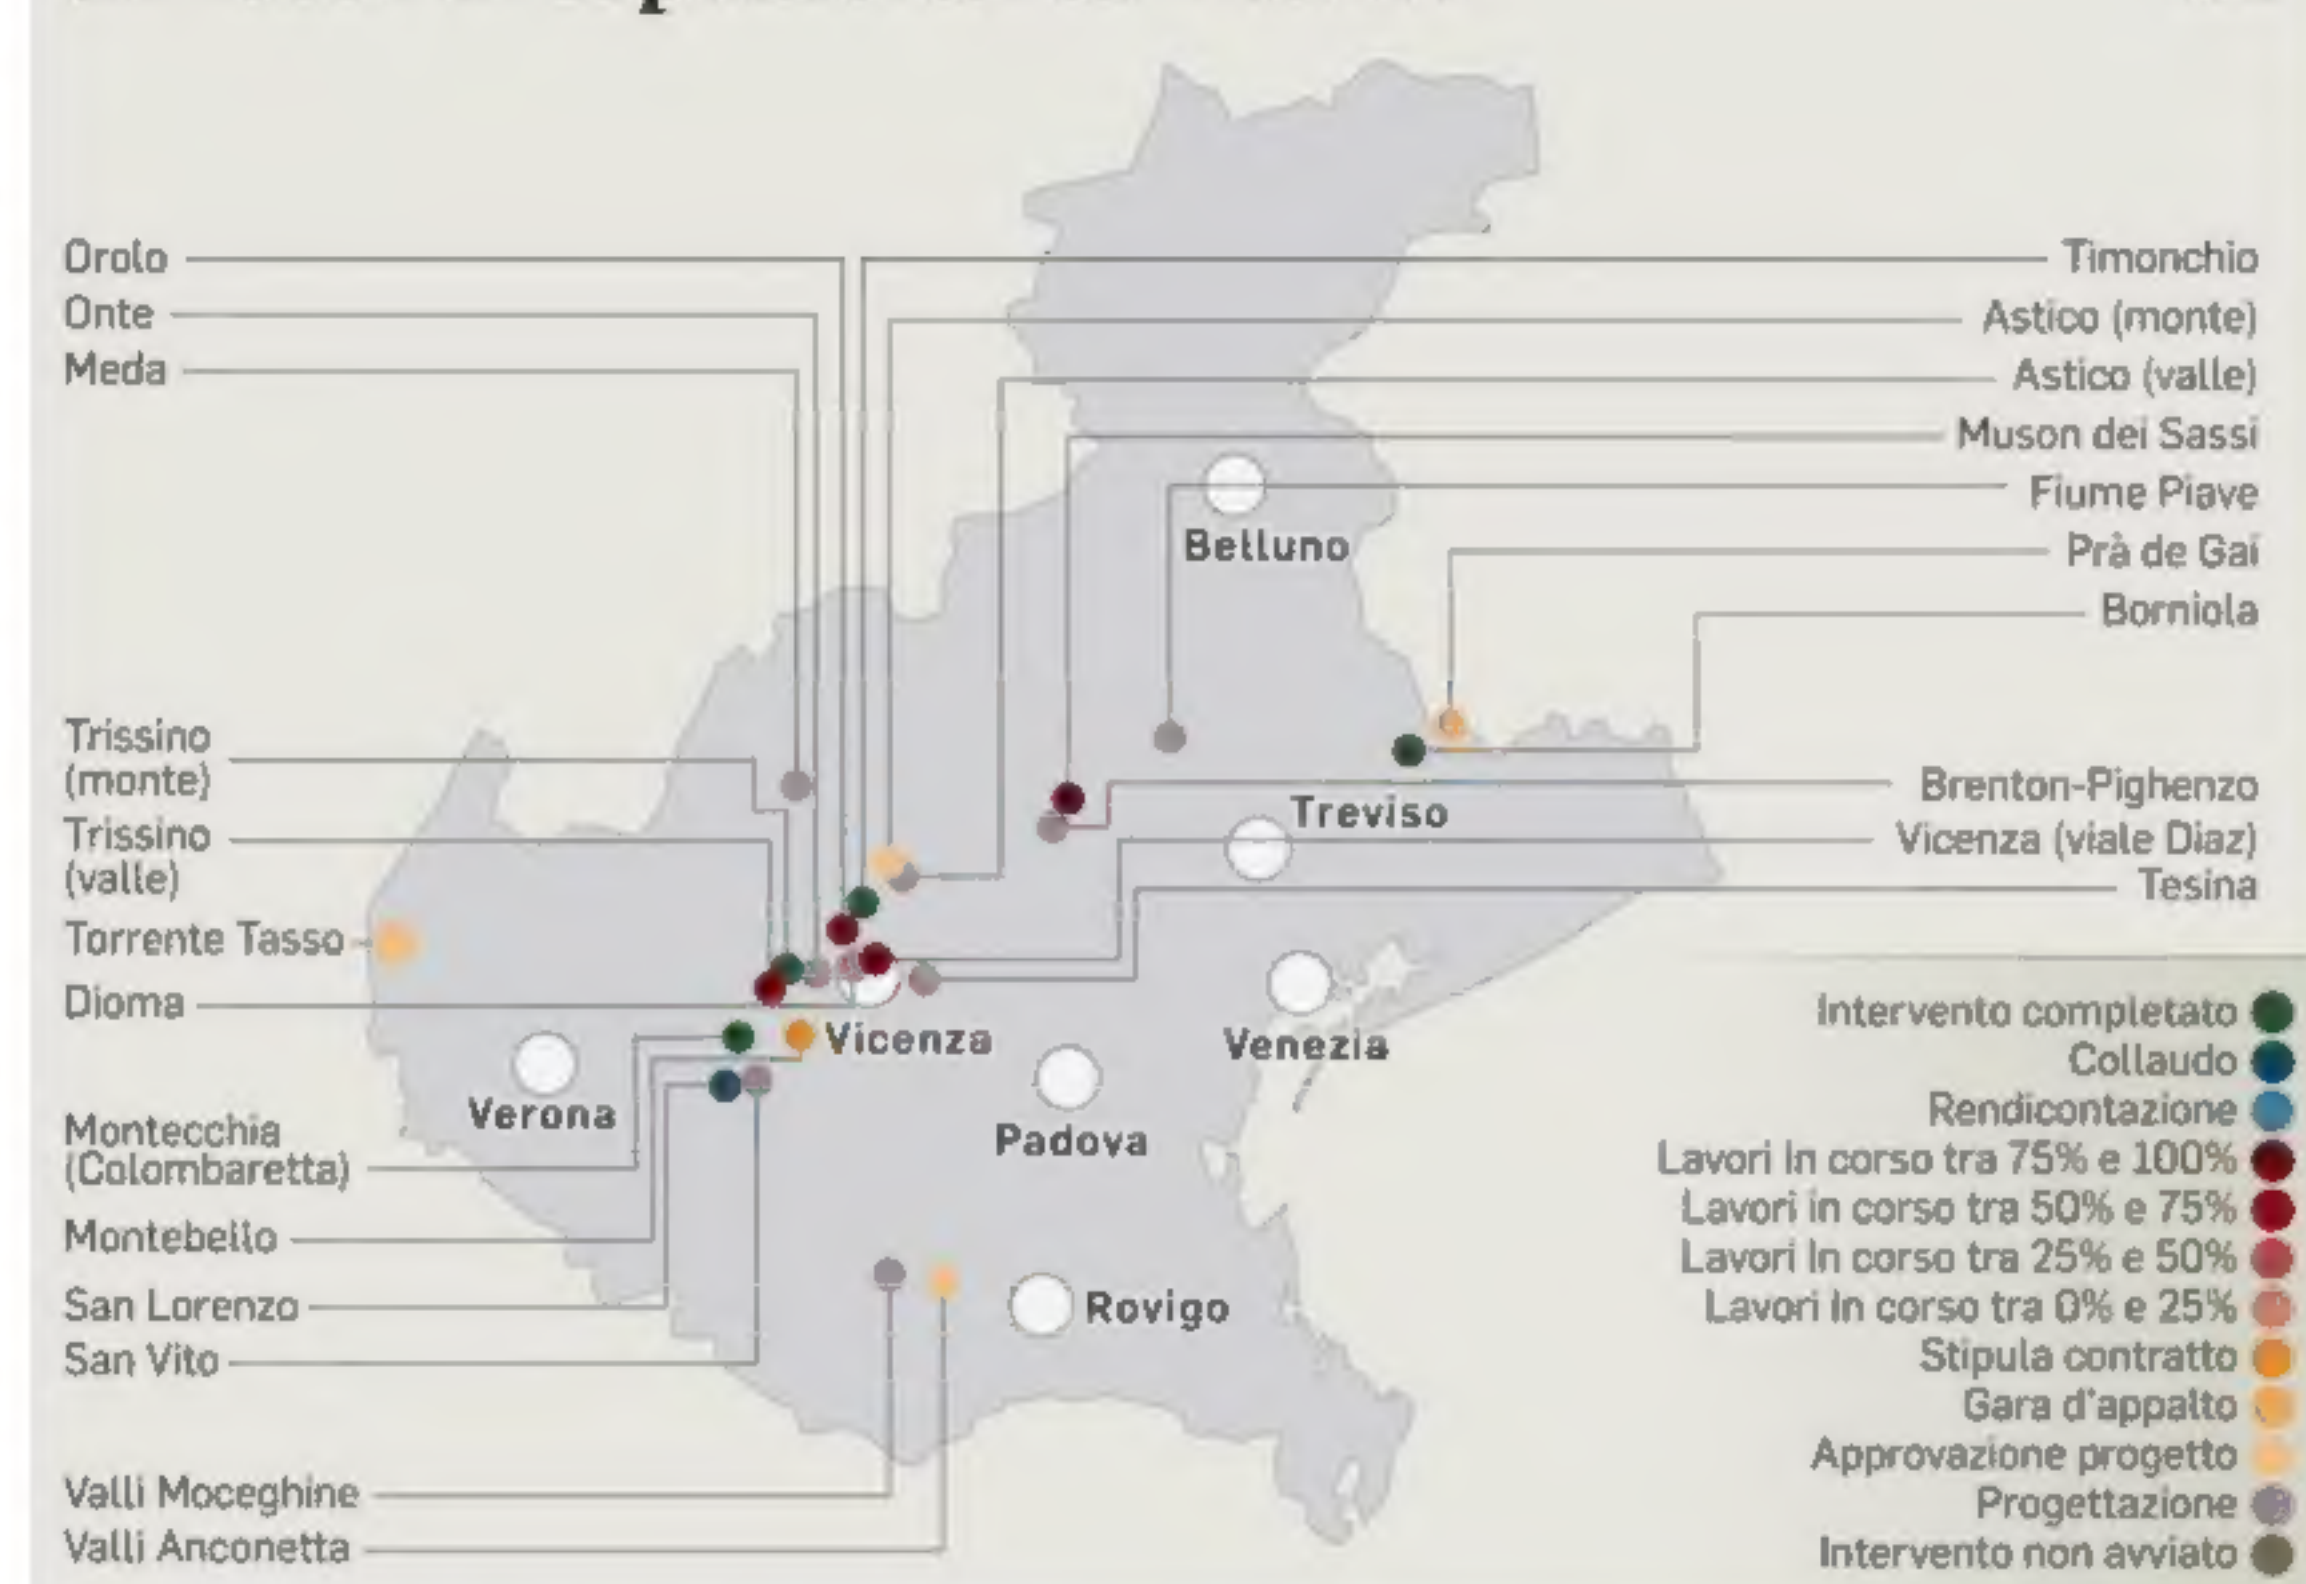 Orolo
Onte
Meda
Trissino
(monte)
Trissino
(valle)
Torrente Tasso
Dioma
Montecchia
(Colombaretta)
Montebello
San Lorenzo
San Vito
Valli Moceghine
Valli Anconetta
Timonchio
Astico (monte)
Astico (valle)
Muson dei Sassi
Fiume Piave
Prà de Gai
Borniola
Brenton-Pighenzo
Vicenza (viale Diaz)
Tesina
Belluno
Treviso
Vicenza
Venezia
Verona
Padova
Rovigo
Intervento completato
Collaudo
Rendicontazione
Lavori In corso tra 75% e 100%
Lavori in corso tra 50% e 75%
Lavori In corso tra 25% e 50%
Lavori In corso tra 0% e 25%
Stipula contratto
Gara d'appalto
Approvazione progetto
Progettazione
Intervento non avviato